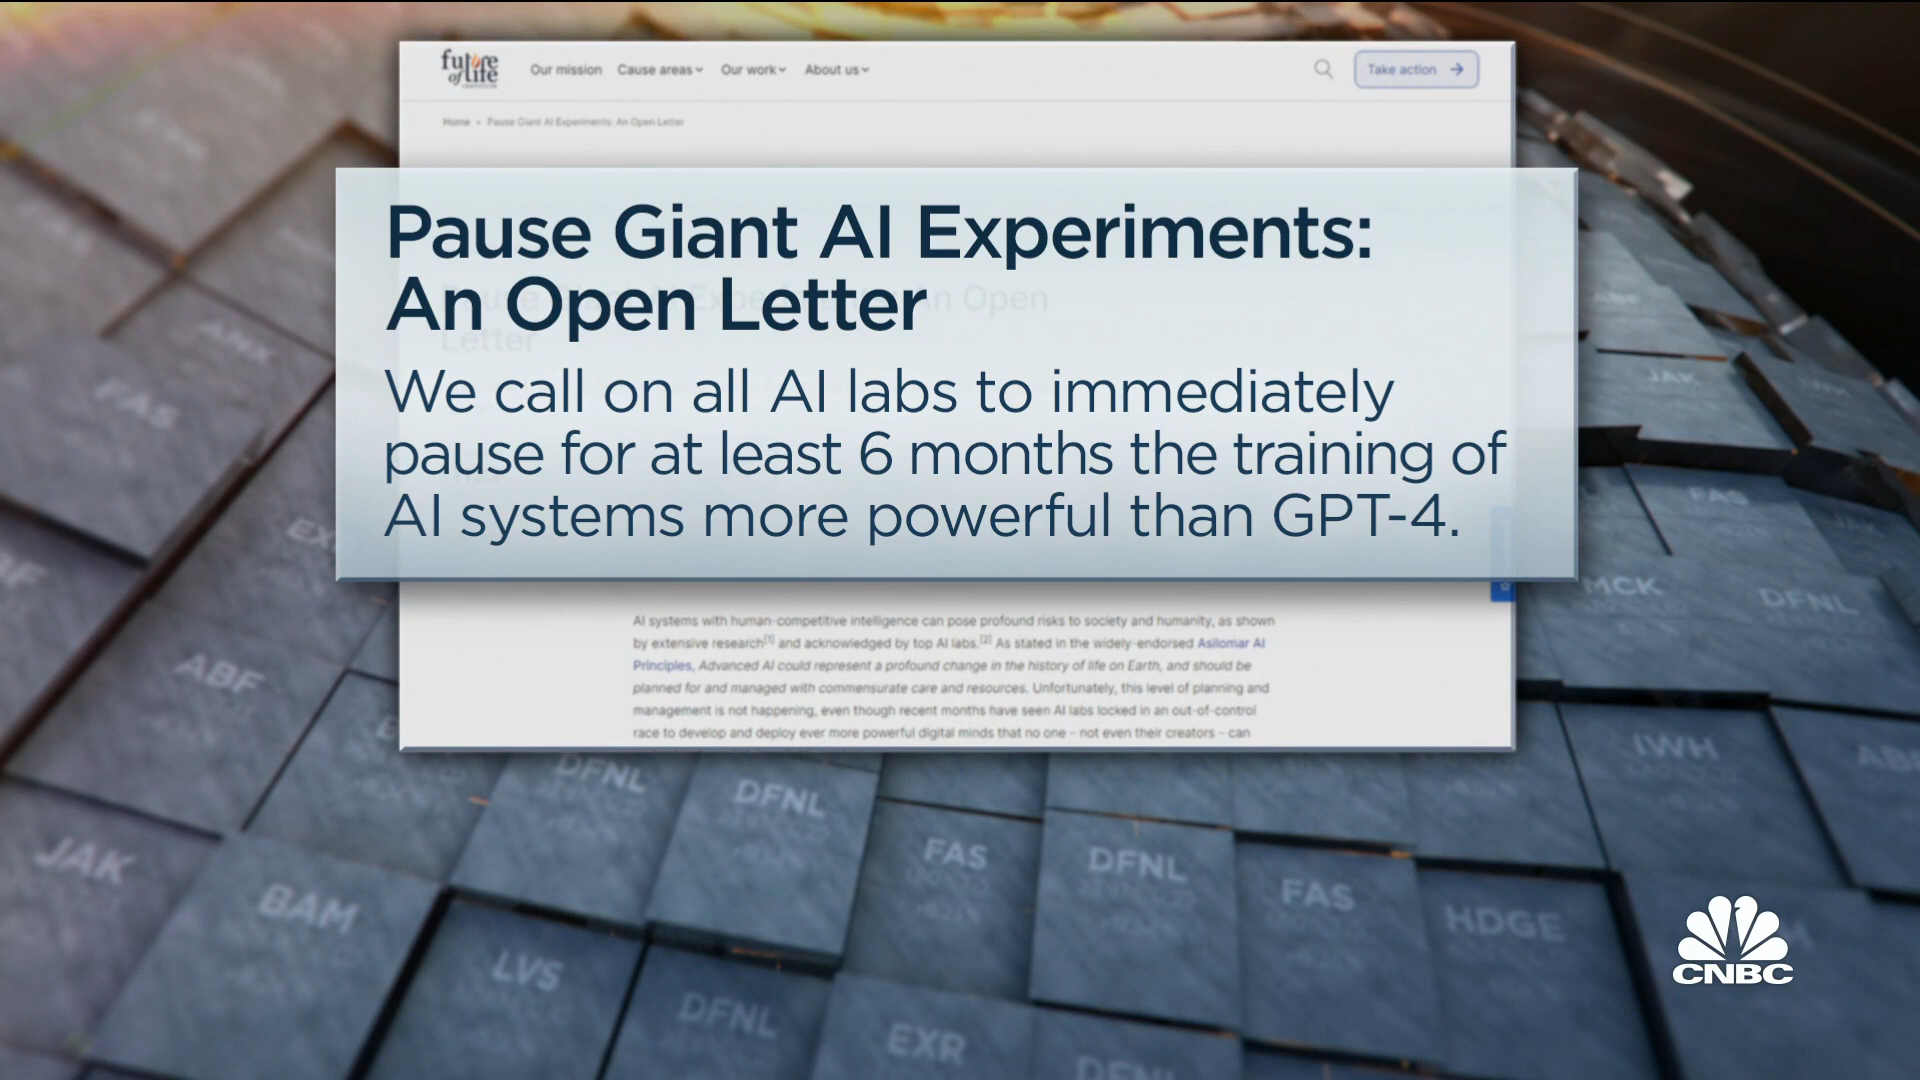 future
of life
INSTITUTE
Our mission Cause areas Our work About us Take action
Home Pause Giant AI Experiments: An Open Letter
Pause Giant AI Experiments:
An Open Letter
We call on all AI labs to immediately
pause for at least 6 months the training of
AI systems more powerful than GPT-4.
AI systems with human-competitive intelligence can pose profound risks to society and humanity, as shown
by extensive research[1] and acknowledged by top AI labs.[2] As stated in the widely-endorsed Asilomar AI
Principles, Advanced AI could represent a profound change in the history of life on Earth, and should be
planned for and managed with commensurate care and resources. Unfortunately, this level of planning and
management is not happening, even though recent months have seen AI labs locked in an out-of-control
race to develop and deploy ever more powerful digital minds that no one – not even their creators – can
ANK
FAS
ABF
JAK
FAS
MCK DFNL
ABF
IWH
DFNL DFNL
JAK
BAM
FAS DFNL FAS HDGE
LVS
DFNL
EXR
DFNL
CNBC